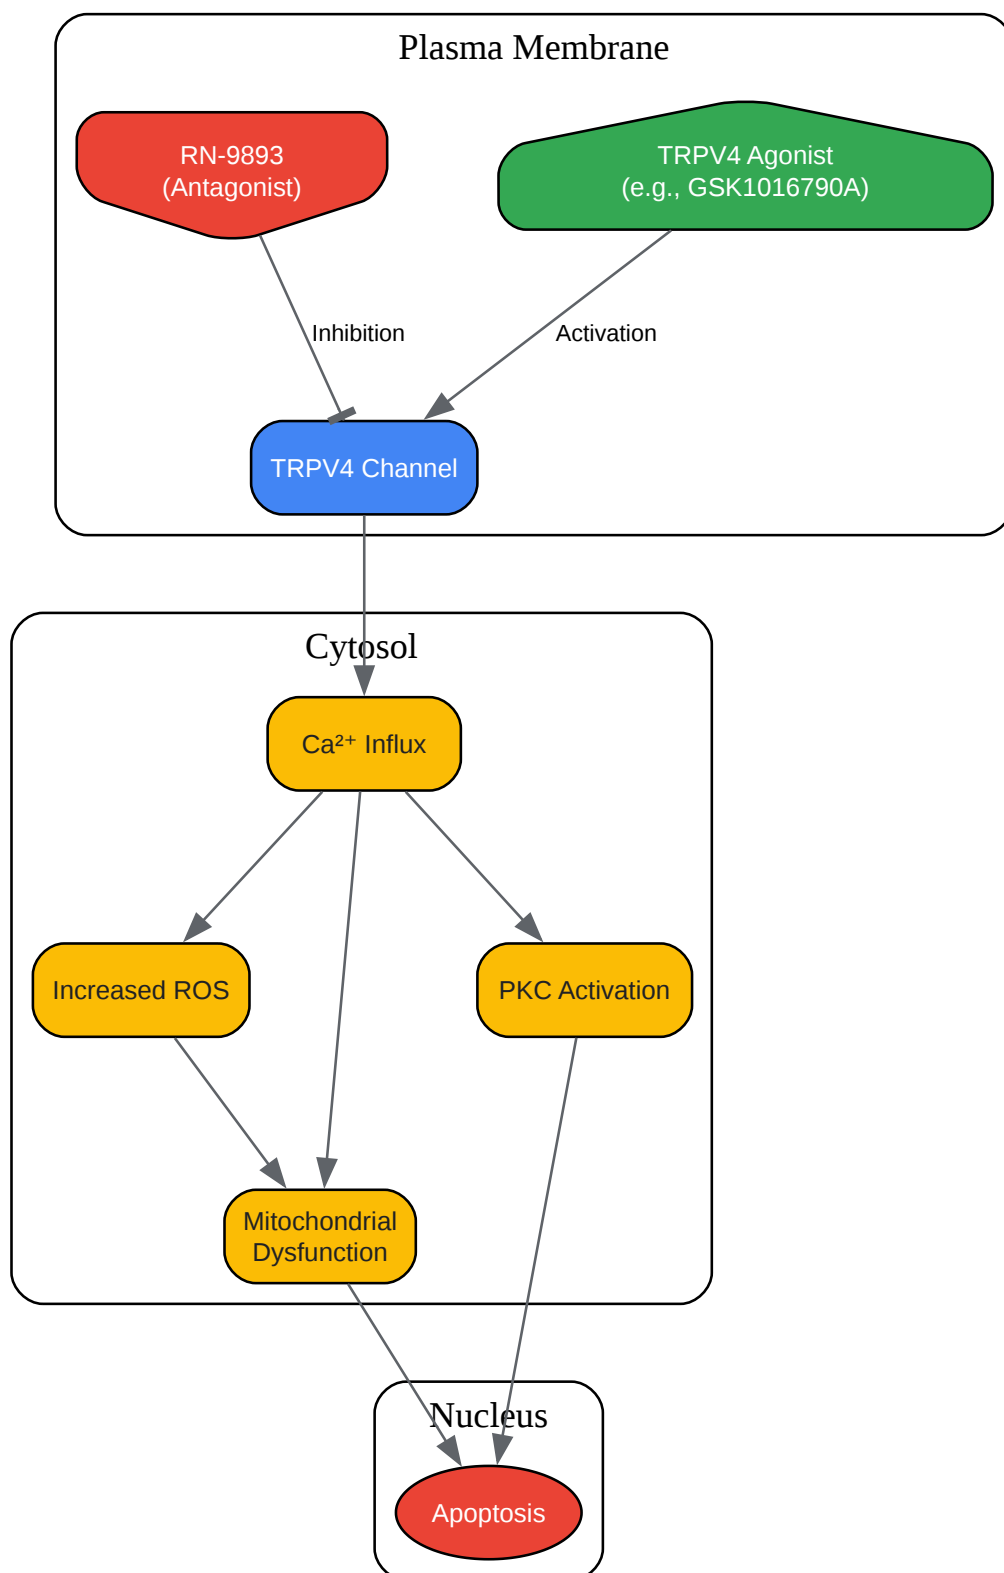 Plasma Membrane
RN-9893
(Antagonist)
TRPV4 Agonist
(e.g., GSK1016790A)
Inhibition
Activation
TRPV4 Channel
Cytosol
Ca²⁺ Influx
Increased ROS
PKC Activation
Mitochondrial
Dysfunction
Nucleus
Apoptosis